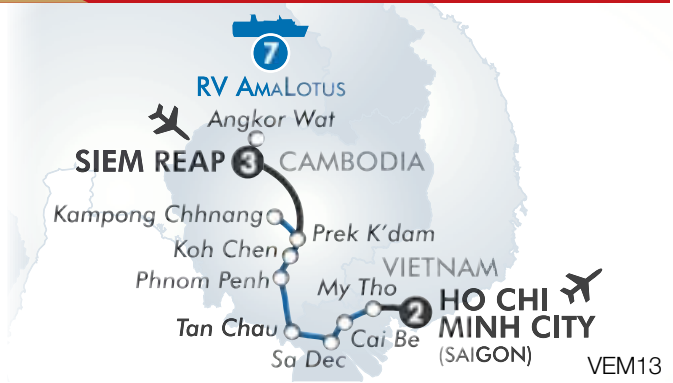 7
RV AMALOTUS
Angkor Wat
SIEM REAP 3 CAMBODIA
Kampong Chhnang
Prek K'dam
Koh Chen
VIETNAM
Phnom Penh
My Tho
HO CHI
2
MINH CITY
Tan Chau
Cai Be
(SAIGON)
Sa Dec
VEM13